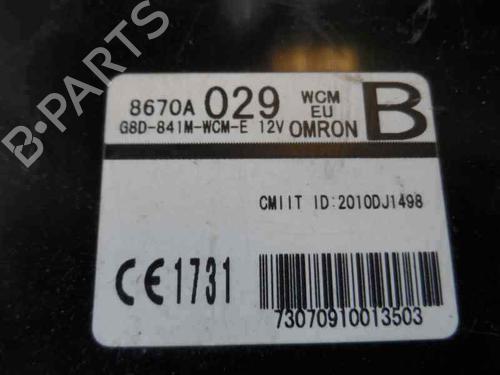 B-PARTS
8670A 029 WCM EU B
G8D-841M-WCM-E 12V OMRON
CMIIT ID:2010DJ1498
CE1731
73070910013503